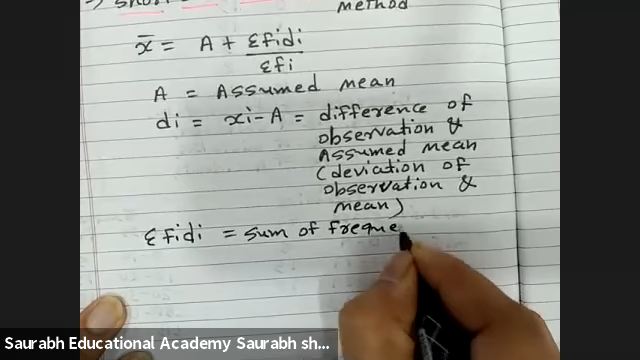 → short method
x̄ = A + Σfidi / Σfi
A = Assumed mean
di = xi - A = difference of
observation &
Assumed mean
(deviation of
observation &
mean)
Σfidi = sum of freque
Saurabh Educational Academy Saurabh sh...